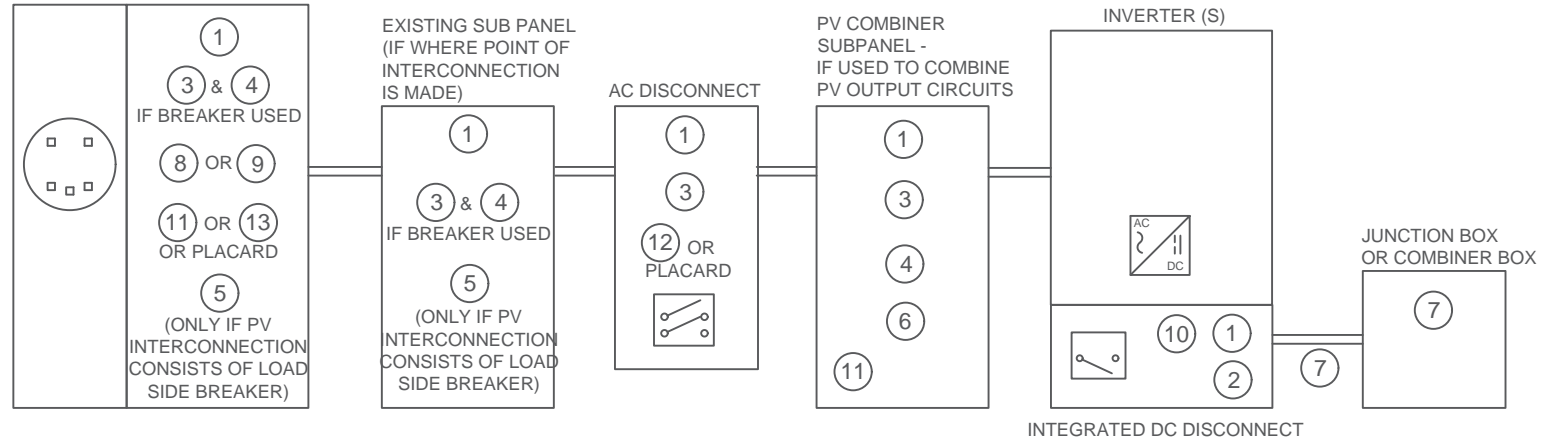 1
3 & 4
IF BREAKER USED
8 OR 9
11 OR 13
OR PLACARD
5
(ONLY IF PV
INTERCONNECTION
CONSISTS OF LOAD
SIDE BREAKER)
EXISTING SUB PANEL
(IF WHERE POINT OF
INTERCONNECTION
IS MADE)
1
3 & 4
IF BREAKER USED
5
(ONLY IF PV
INTERCONNECTION
CONSISTS OF LOAD
SIDE BREAKER)
AC DISCONNECT
1
3
12 OR
PLACARD
PV COMBINER
SUBPANEL -
IF USED TO COMBINE
PV OUTPUT CIRCUITS
1
3
4
6
11
INVERTER (S)
AC
DC
10 1
2
INTEGRATED DC DISCONNECT
7
JUNCTION BOX
OR COMBINER BOX
7